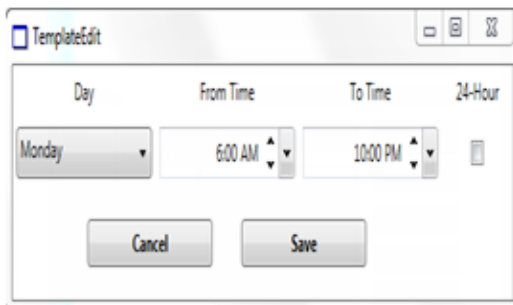 TemplateEdit
Day From Time To Time 24-Hour
Monday 6:00 AM 10:00 PM
Cancel Save